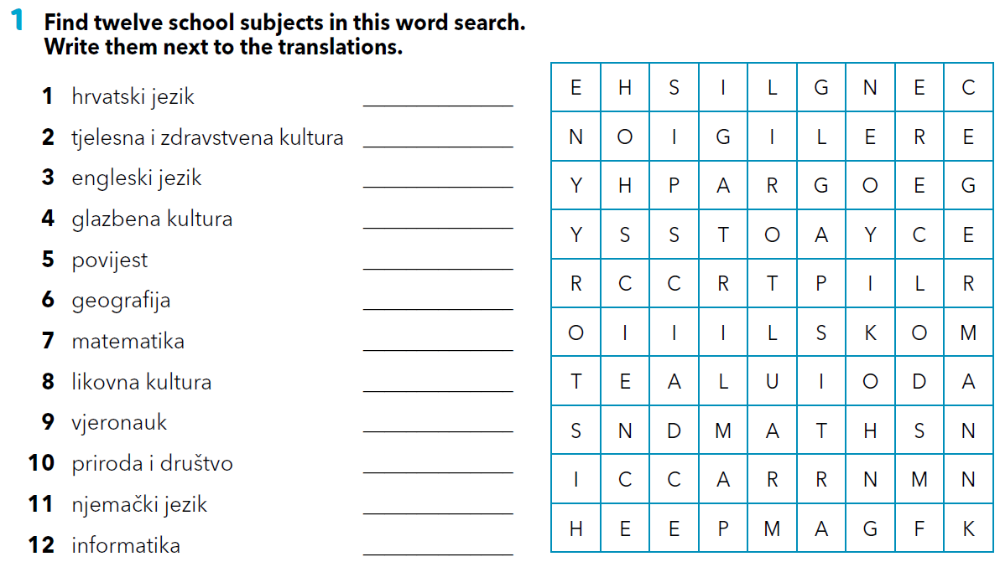 1 Find twelve school subjects in this word search.
Write them next to the translations.
1 hrvatski jezik
2 tjelesna i zdravstvena kultura
3 engleski jezik
4 glazbena kultura
5 povijest
6 geografija
7 matematika
8 likovna kultura
9 vjeronauk
10 priroda i društvo
11 njemački jezik
12 informatika
E H S I L G N E C
N O I G I L E R E
Y H P A R G O E G
Y S S T O A Y C E
R C C R T P I L R
O I I I L S K O M
T E A L U I O D A
S N D M A T H S N
I C C A R R N M N
H E E P M A G F K